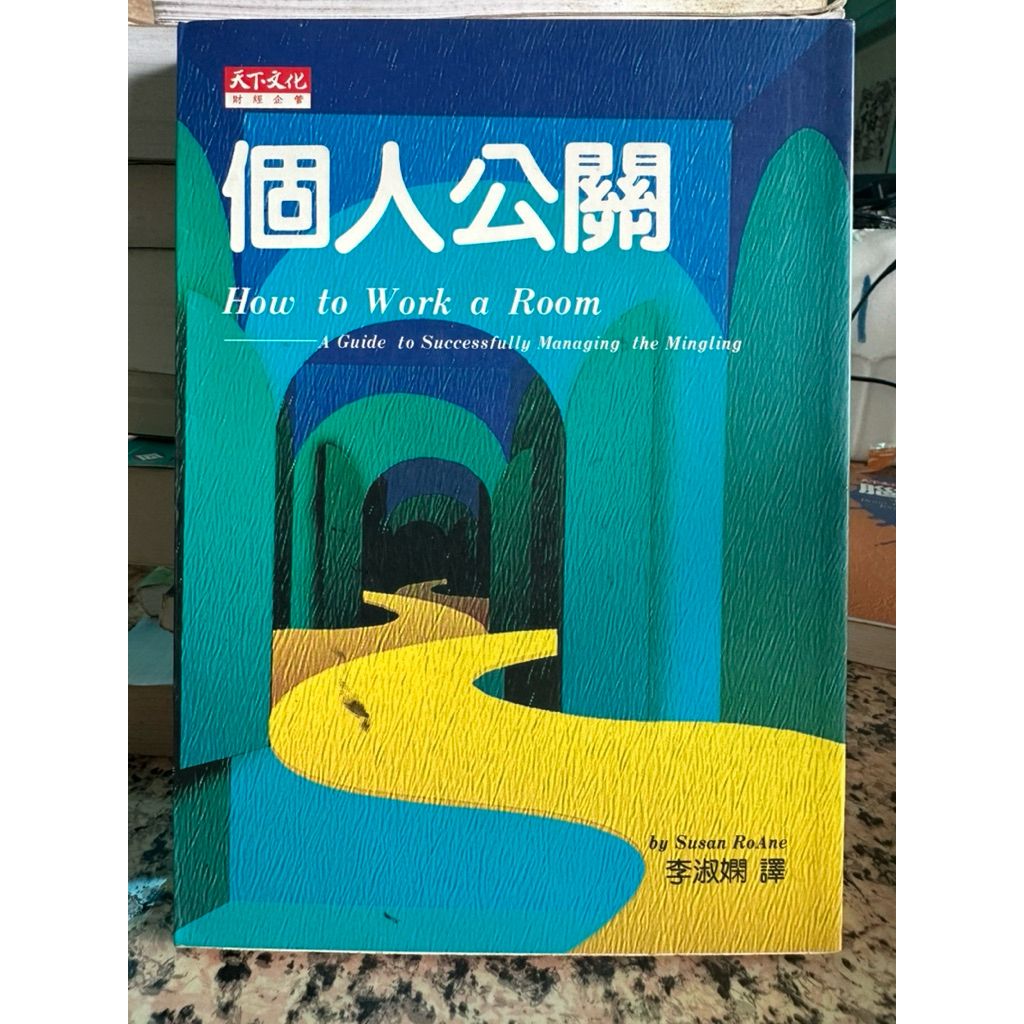 天下文化
財經企管
個人公關
How to Work a Room
A Guide to Successfully Managing the Mingling
by Susan RoAne
李淑嫻 譯